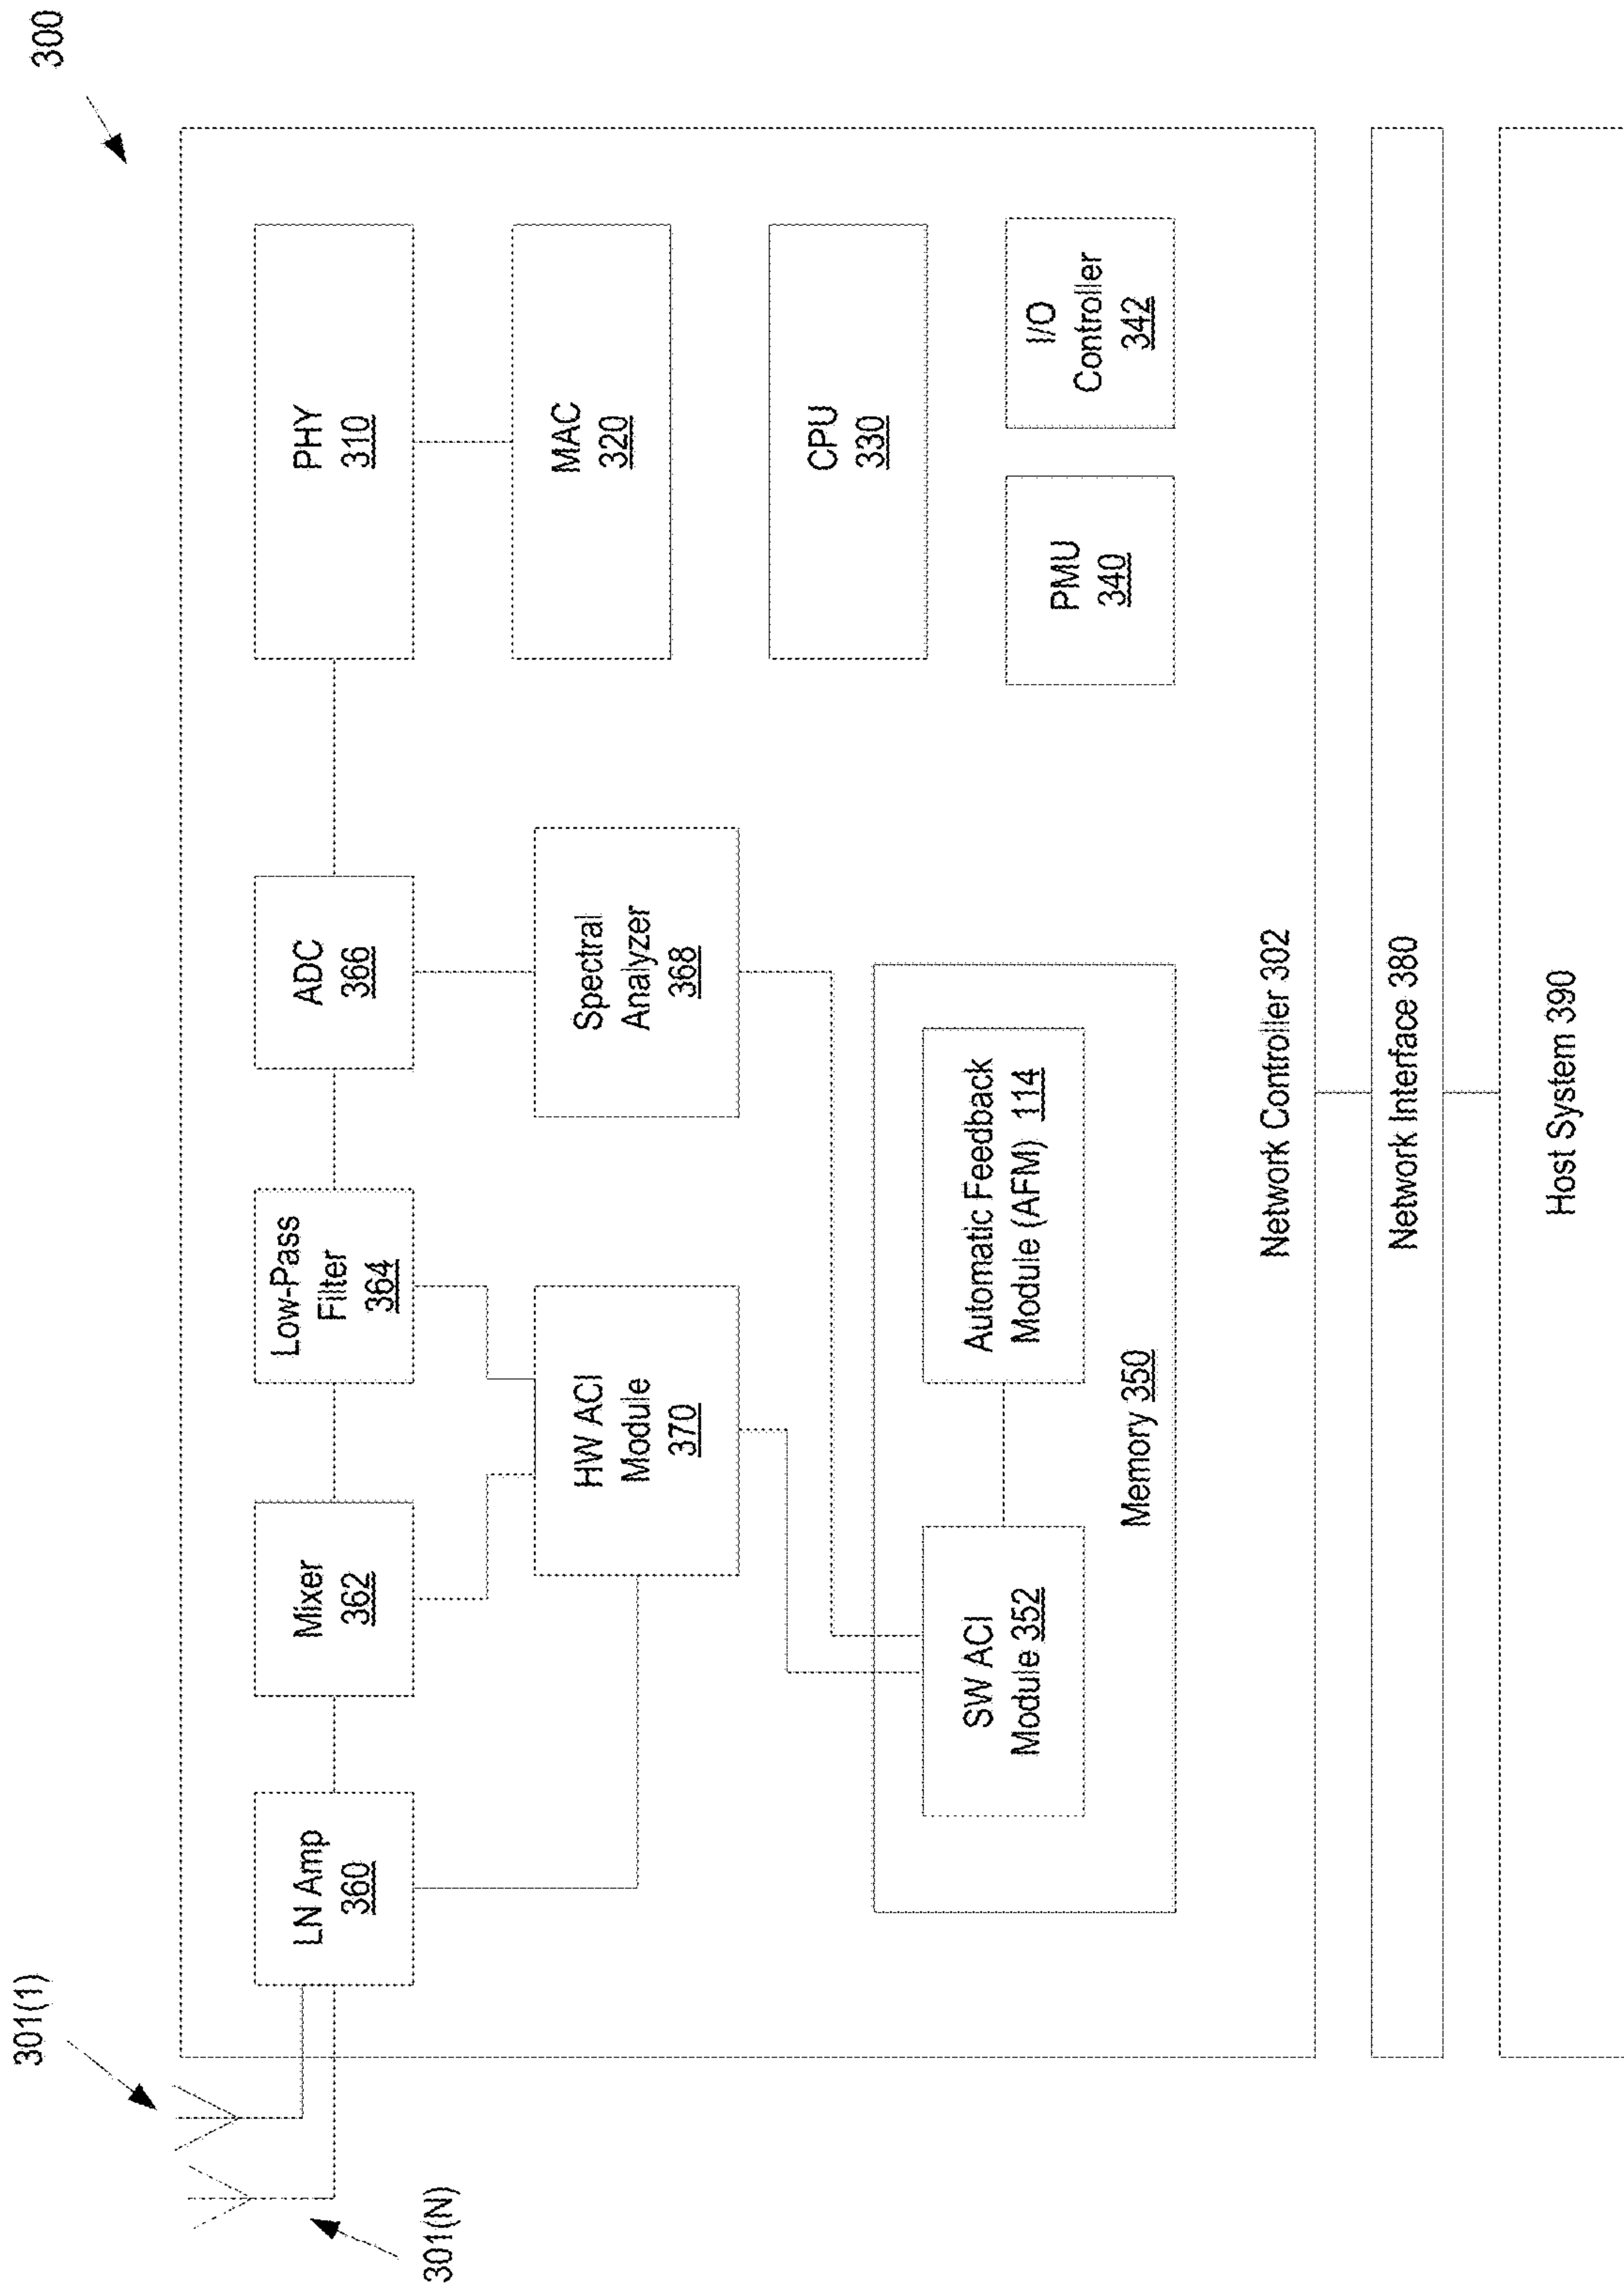 300
301(1)
301(N)
LN Amp
360
Mixer
362
Low-Pass
Filter
364
ADC
366
PHY
310
HW ACI
Module
370
Spectral
Analyzer
368
MAC
320
CPU
330
SW ACI
Module 352
Automatic Feedback
Module (AFM) 114
Memory 350
PMU
340
I/O
Controller
342
Network Controller 302
Network Interface 380
Host System 390